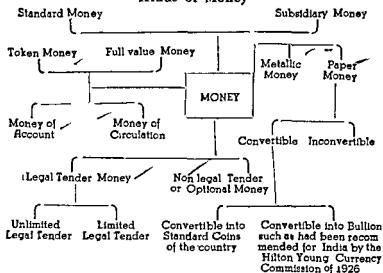 Kinds of Money
Standard Money
Subsidiary Money
Token Money
Full value Money
Metallic
Money
Paper
Money
MONEY
Money of
Account
Money of
Circulation
Convertible
Inconvertible
Legal Tender Money
Non legal Tender
or Optional Money
Unlimited
Legal Tender
Limited
Legal Tender
Convertible into
Standard Coins
of the country
Convertible into Bullion
such as had been recom
mended for India by the
Hilton Young Currency
Commission of 1926